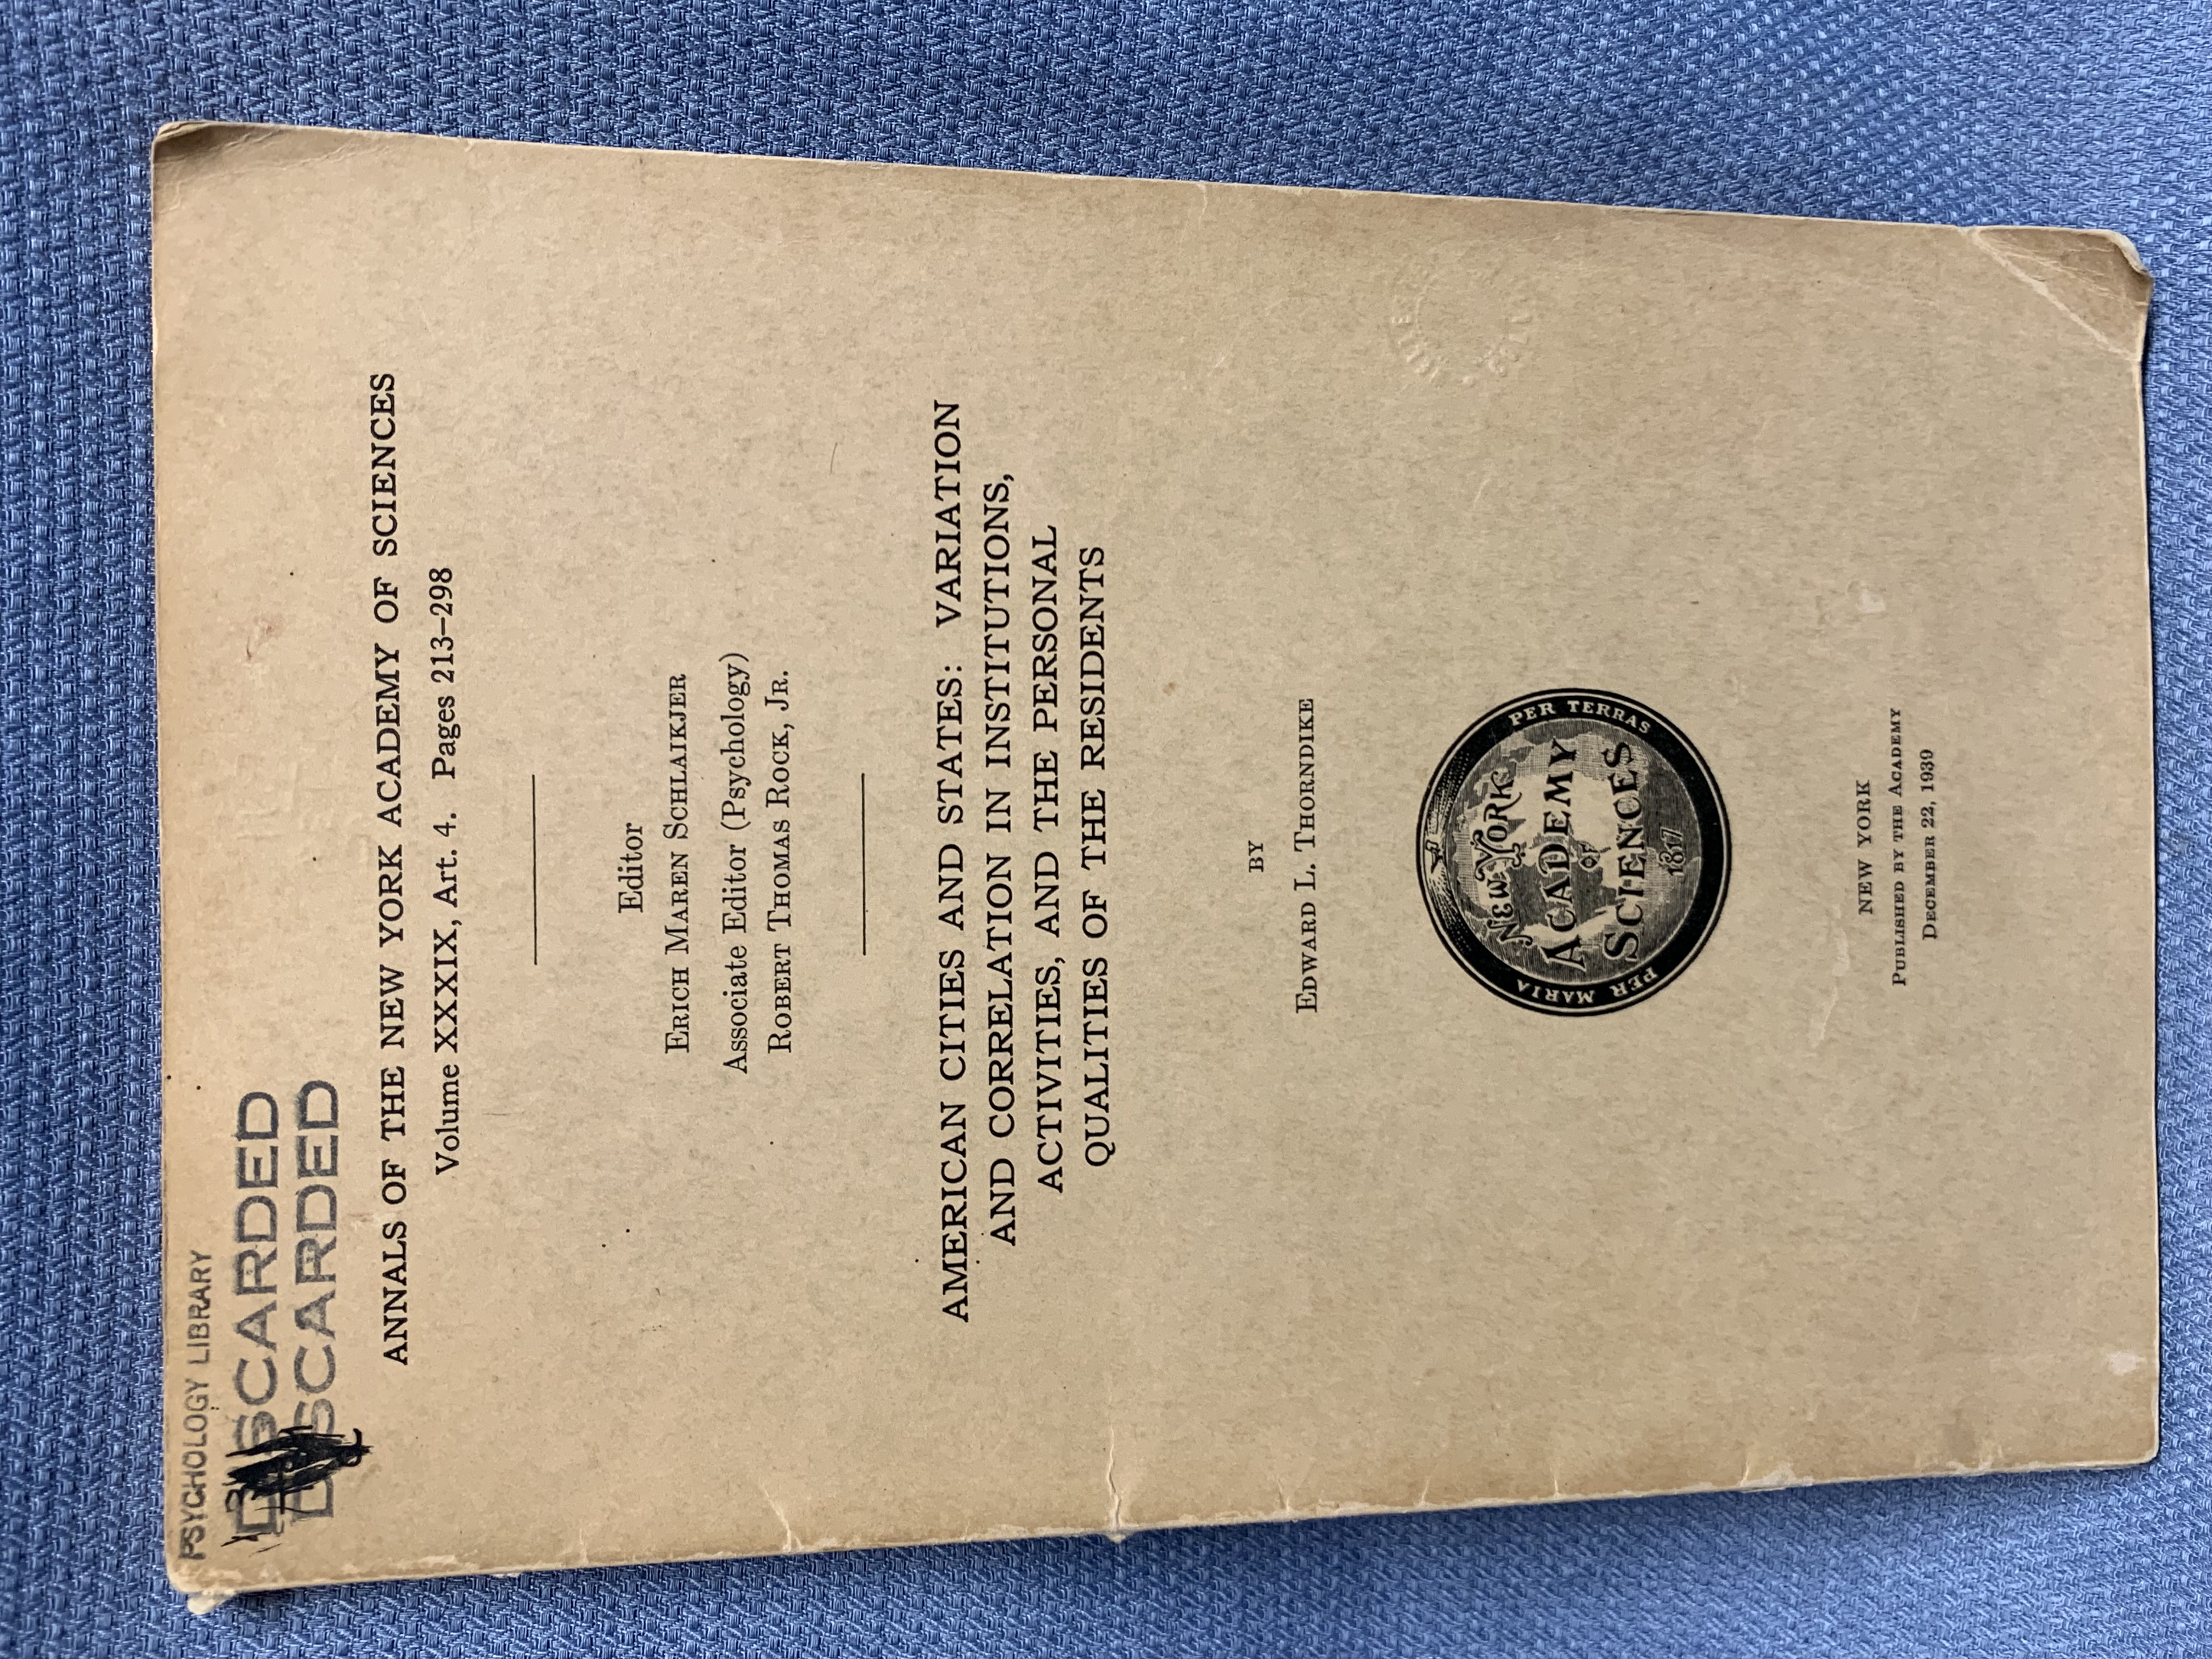 PSYCHOLOGY LIBRARY
DISCARDED
DISCARDED
ANNALS OF THE NEW YORK ACADEMY OF SCIENCES
Volume XXXIX, Art. 4. Pages 213–298
Editor
ERICH MAREN SCHLAIKJER
Associate Editor (Psychology)
ROBERT THOMAS ROCK, JR.
AMERICAN CITIES AND STATES: VARIATION
AND CORRELATION IN INSTITUTIONS,
ACTIVITIES, AND THE PERSONAL
QUALITIES OF THE RESIDENTS
BY
EDWARD L. THORNDIKE
PER MARIA PER TERRAS
NEW YORK
ACADEMY
OF
SCIENCES
1817
NEW YORK
PUBLISHED BY THE ACADEMY
DECEMBER 22, 1939